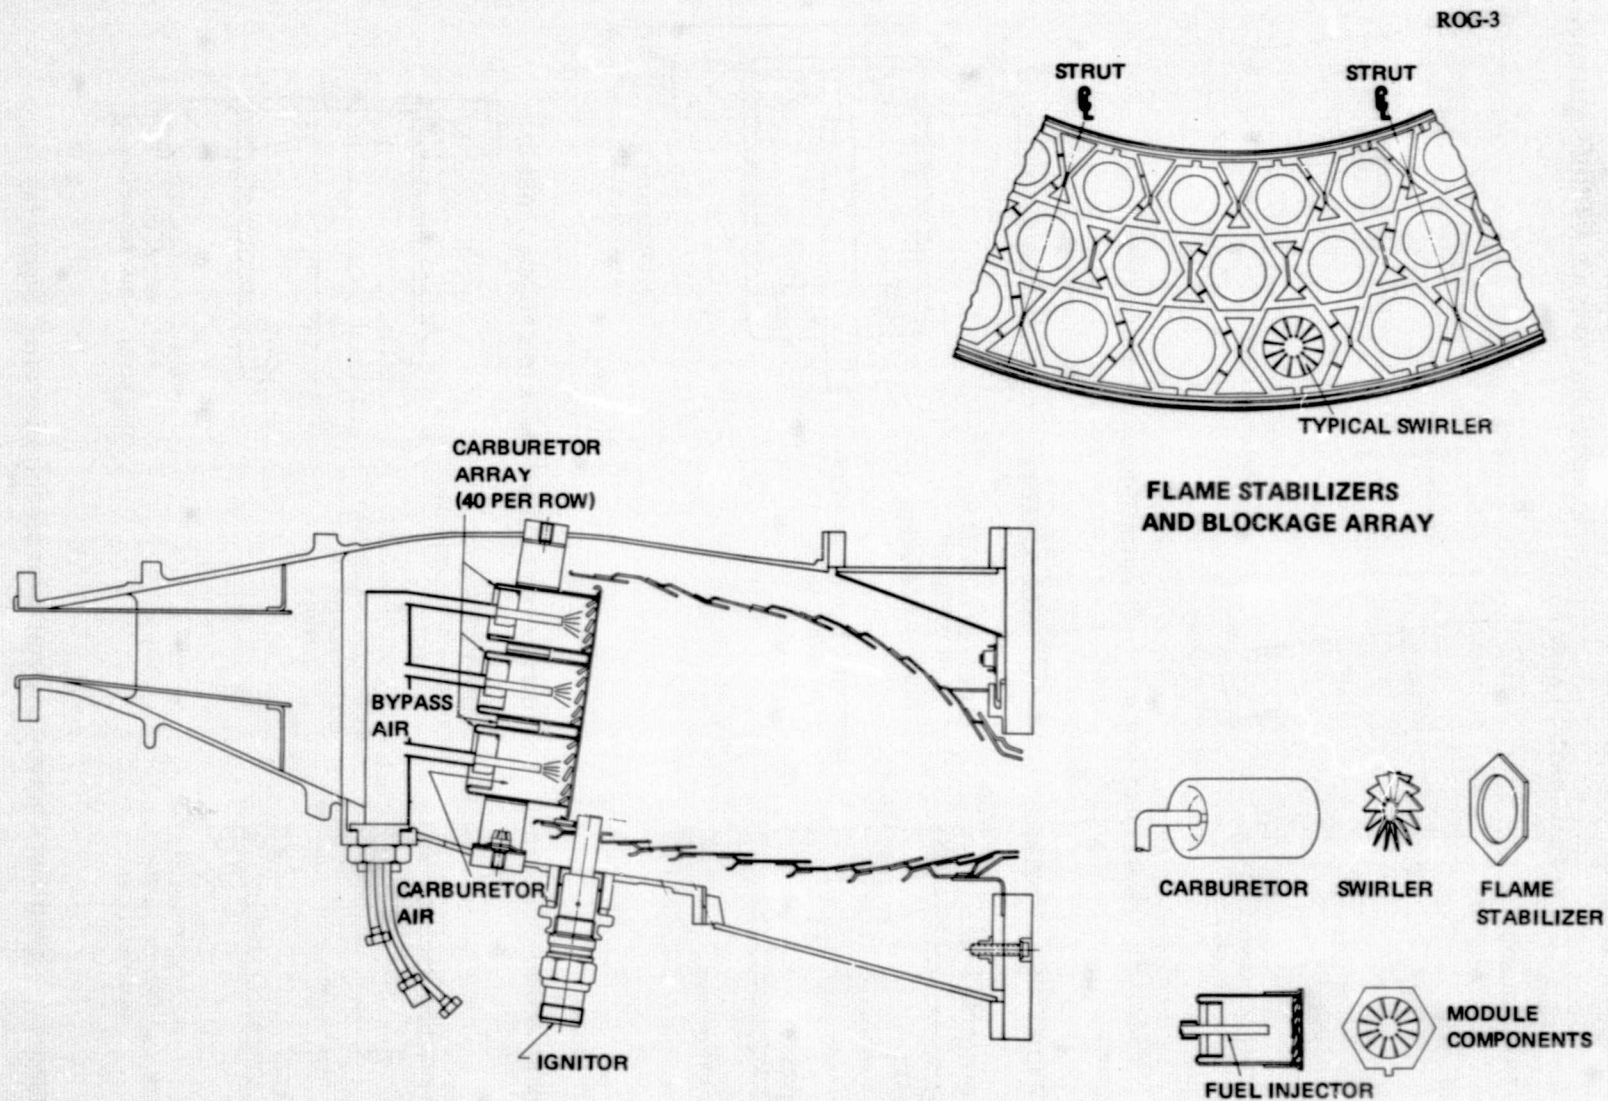 ROG-3
STRUT
STRUT
TYPICAL SWIRLER
FLAME STABILIZERS
AND BLOCKAGE ARRAY
CARBURETOR
ARRAY
(40 PER ROW)
BYPASS
AIR
CARBURETOR
AIR
IGNITOR
CARBURETOR
SWIRLER
FLAME
STABILIZER
MODULE
COMPONENTS
FUEL INJECTOR